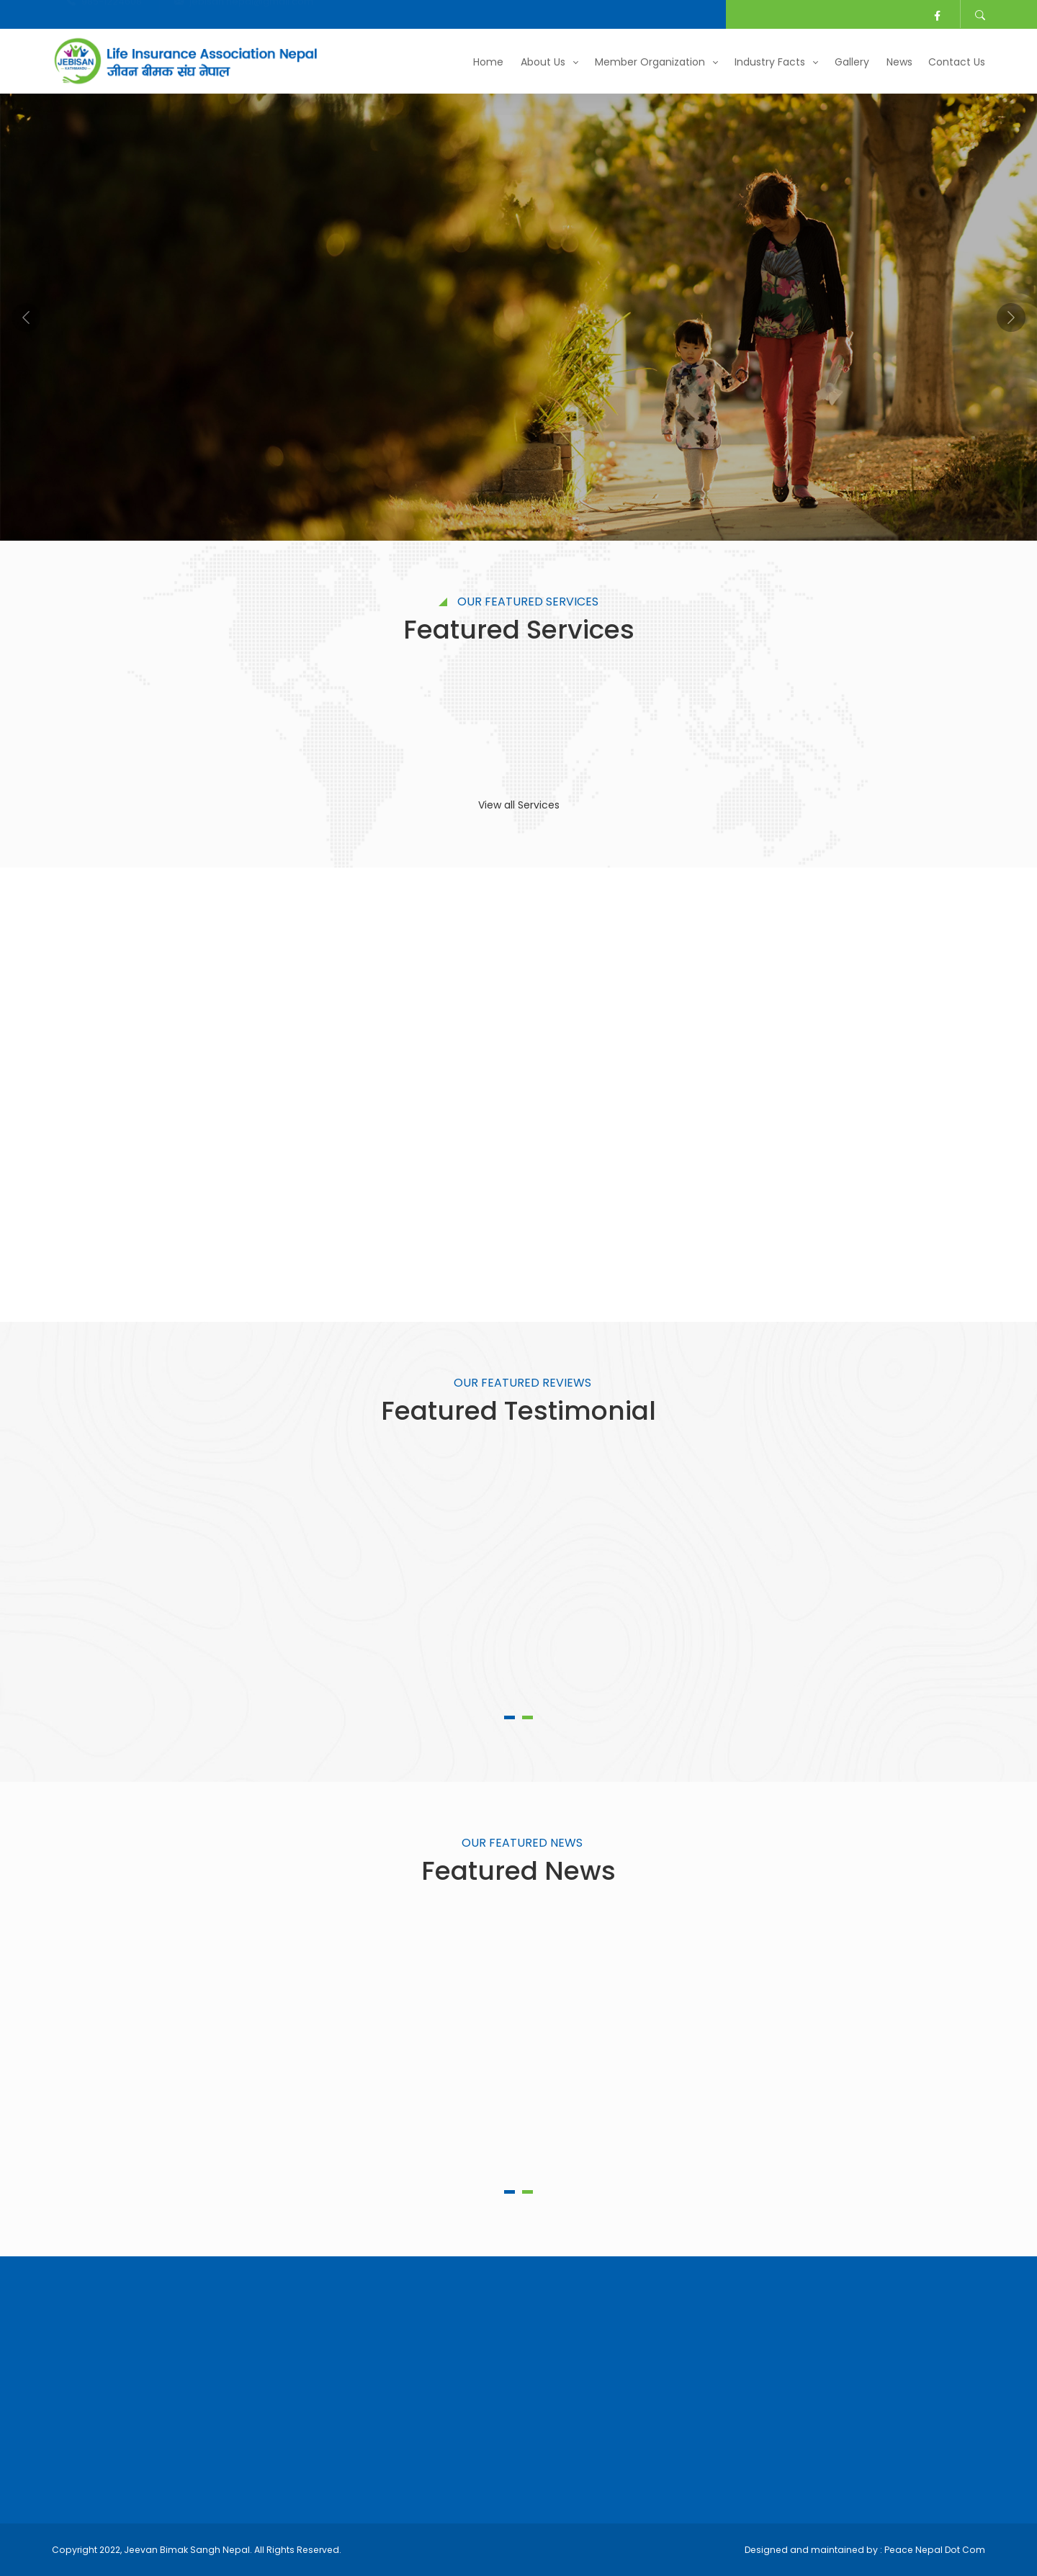 JEBISAN
KATHMANDU
Life Insurance Association Nepal
जीवन बीमक संघ नेपाल
Home About Us Member Organization Industry Facts Gallery News Contact Us
OUR FEATURED SERVICES
Featured Services
View all Services
OUR FEATURED REVIEWS
Featured Testimonial
OUR FEATURED NEWS
Featured News
Copyright 2022, Jeevan Bimak Sangh Nepal. All Rights Reserved.
Designed and maintained by : Peace Nepal Dot Com